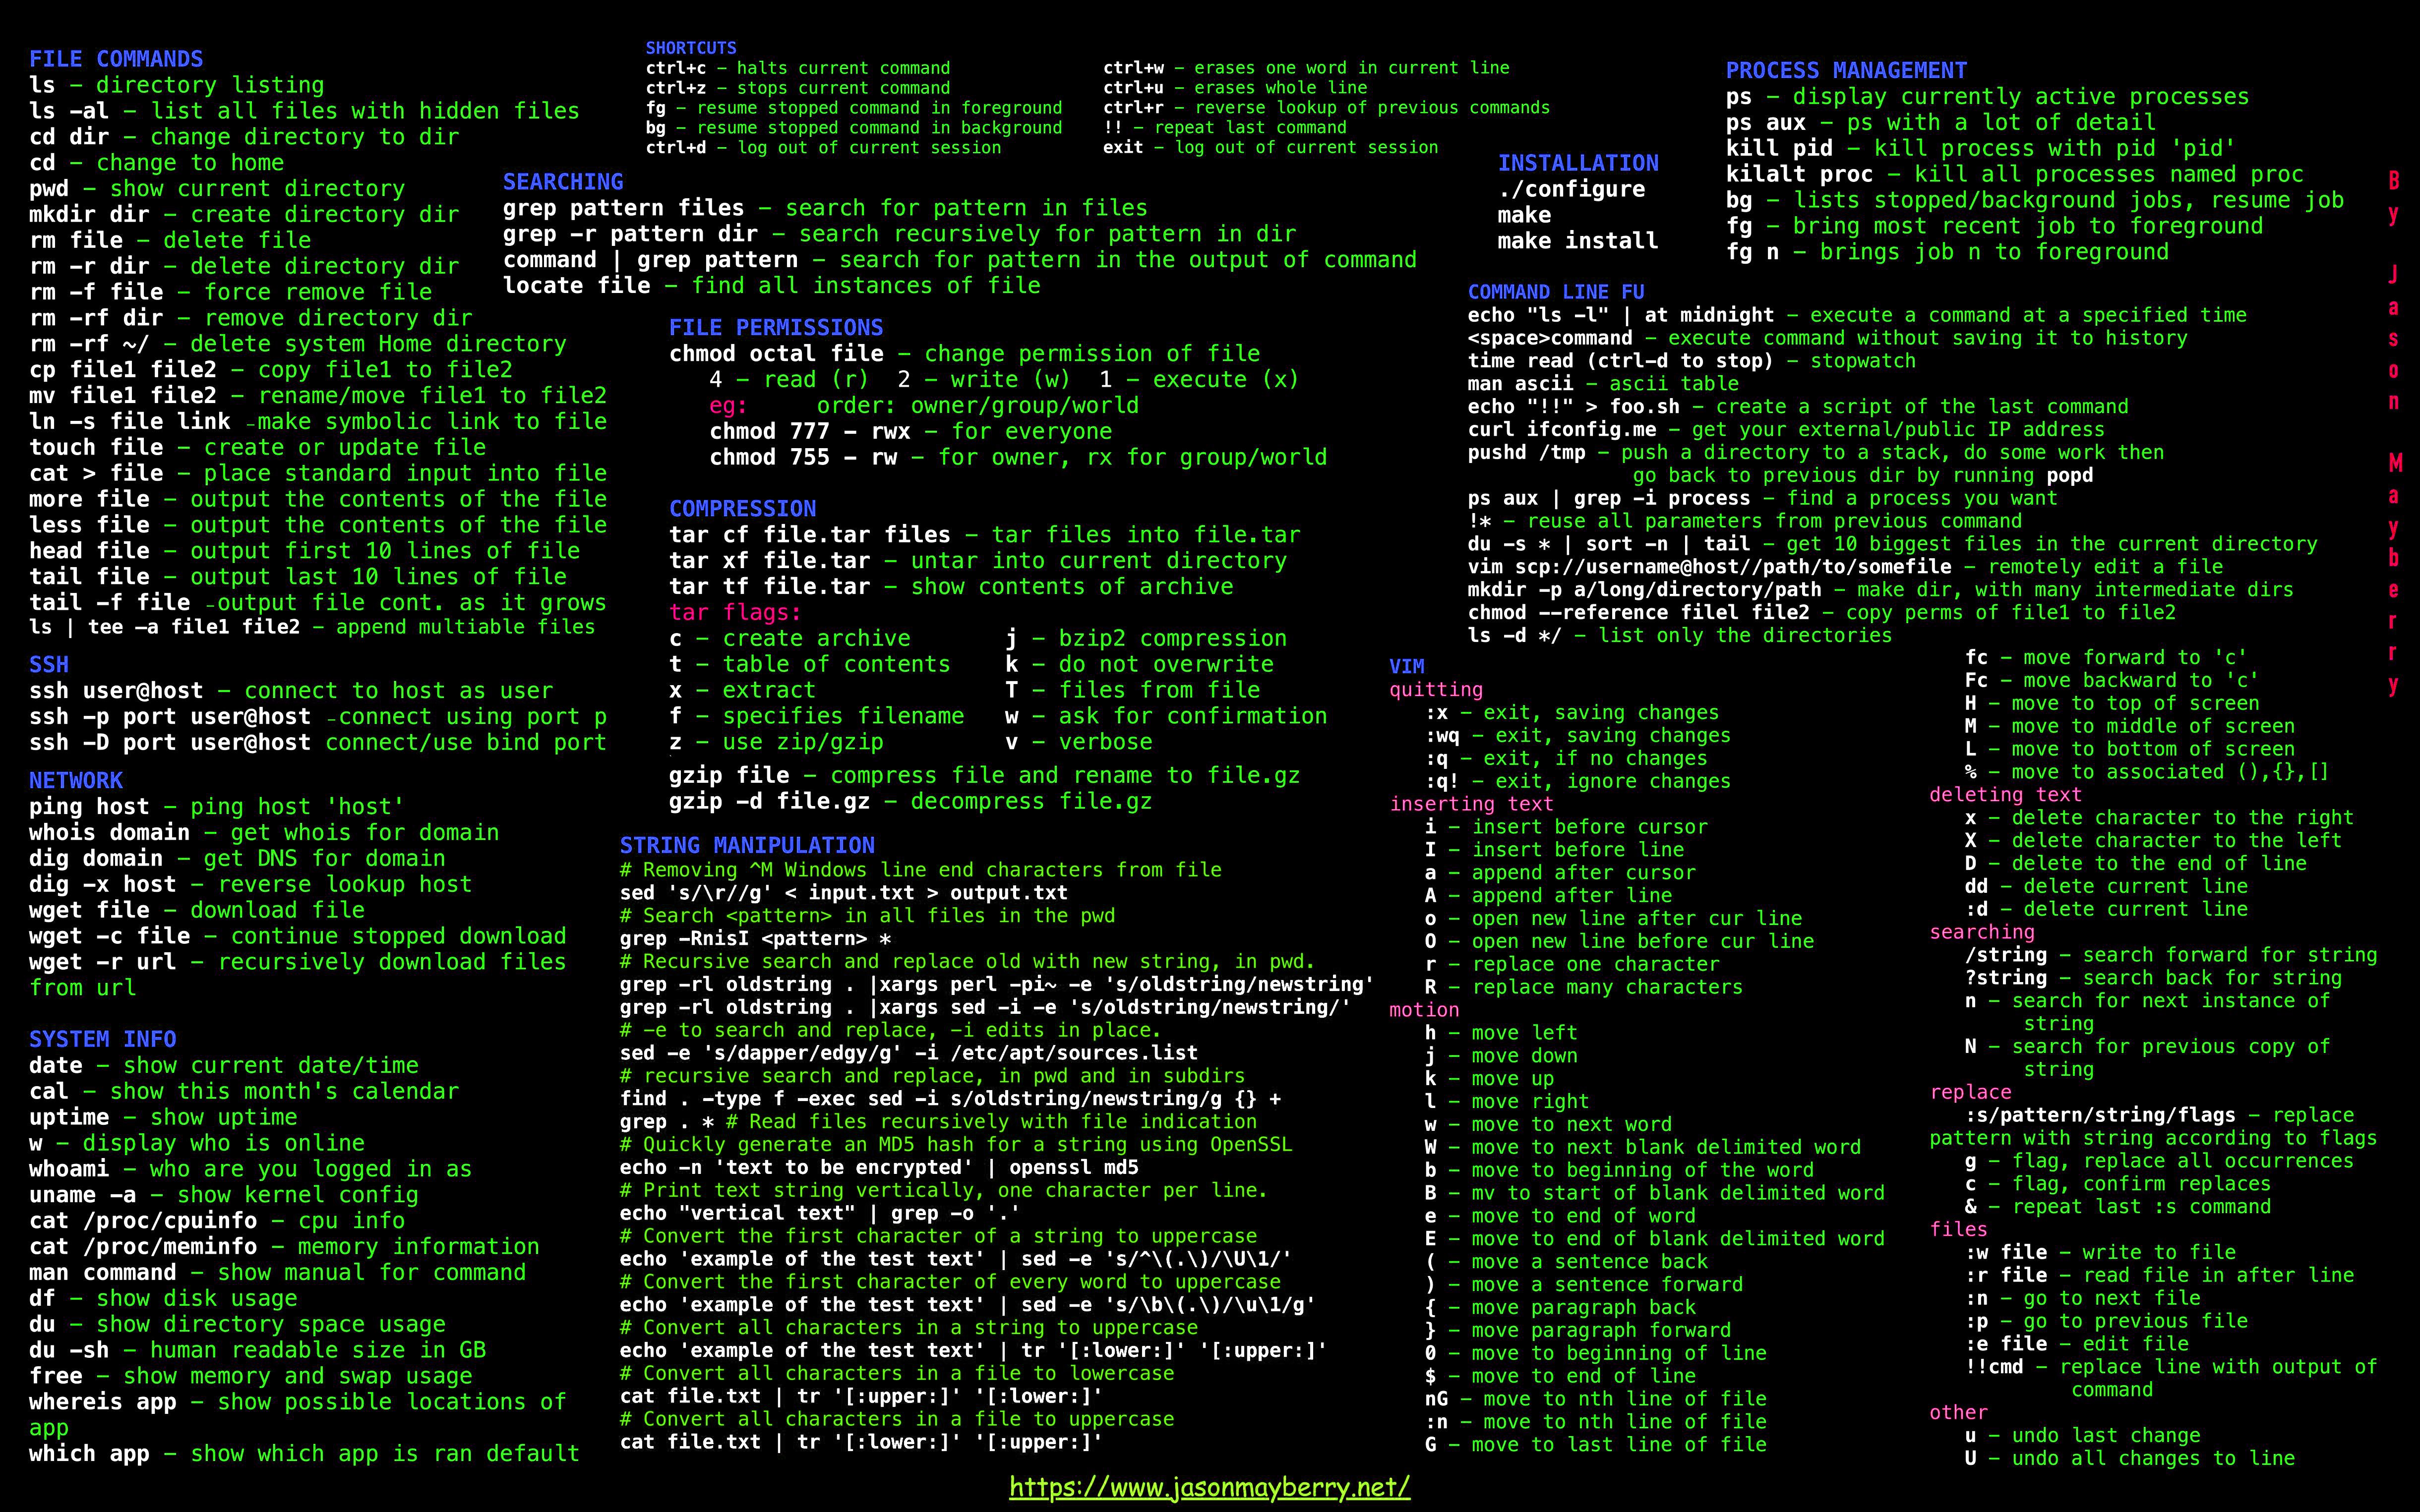 FILE COMMANDS
ls – directory listing
ls –al – list all files with hidden files
cd dir – change directory to dir
cd – change to home
pwd – show current directory
mkdir dir – create directory dir
rm file – delete file
rm –r dir – delete directory dir
rm –f file – force remove file
rm –rf dir – remove directory dir
rm –rf ~/ – delete system Home directory
cp file1 file2 – copy file1 to file2
mv file1 file2 – rename/move file1 to file2
ln –s file link –make symbolic link to file
touch file – create or update file
cat > file – place standard input into file
more file – output the contents of the file
less file – output the contents of the file
head file – output first 10 lines of file
tail file – output last 10 lines of file
tail –f file –output file cont. as it grows
ls | tee –a file1 file2 – append multiable files
SSH
ssh user@host – connect to host as user
ssh –p port user@host –connect using port p
ssh –D port user@host connect/use bind port
NETWORK
ping host – ping host 'host'
whois domain – get whois for domain
dig domain – get DNS for domain
dig –x host – reverse lookup host
wget file – download file
wget –c file – continue stopped download
wget –r url – recursively download files
from url
SYSTEM INFO
date – show current date/time
cal – show this month's calendar
uptime – show uptime
w – display who is online
whoami – who are you logged in as
uname –a – show kernel config
cat /proc/cpuinfo – cpu info
cat /proc/meminfo – memory information
man command – show manual for command
df – show disk usage
du – show directory space usage
du –sh – human readable size in GB
free – show memory and swap usage
whereis app – show possible locations of
app
which app – show which app is ran default
SHORTCUTS
ctrl+c – halts current command
ctrl+z – stops current command
fg – resume stopped command in foreground
bg – resume stopped command in background
ctrl+d – log out of current session
ctrl+w – erases one word in current line
ctrl+u – erases whole line
ctrl+r – reverse lookup of previous commands
!! – repeat last command
exit – log out of current session
SEARCHING
grep pattern files – search for pattern in files
grep –r pattern dir – search recursively for pattern in dir
command | grep pattern – search for pattern in the output of command
locate file – find all instances of file
FILE PERMISSIONS
chmod octal file – change permission of file
4 – read (r) 2 – write (w) 1 – execute (x)
eg: order: owner/group/world
chmod 777 – rwx – for everyone
chmod 755 – rw – for owner, rx for group/world
COMPRESSION
tar cf file.tar files – tar files into file.tar
tar xf file.tar – untar into current directory
tar tf file.tar – show contents of archive
tar flags:
c – create archive j – bzip2 compression
t – table of contents k – do not overwrite
x – extract T – files from file
f – specifies filename w – ask for confirmation
z – use zip/gzip v – verbose
gzip file – compress file and rename to file.gz
gzip –d file.gz – decompress file.gz
STRING MANIPULATION
# Removing ^M Windows line end characters from file
sed 's/\r//g' < input.txt > output.txt
# Search <pattern> in all files in the pwd
grep –RnisI <pattern> *
# Recursive search and replace old with new string, in pwd.
grep –rl oldstring . |xargs perl –pi~ –e 's/oldstring/newstring'
grep –rl oldstring . |xargs sed –i –e 's/oldstring/newstring/'
# –e to search and replace, –i edits in place.
sed –e 's/dapper/edgy/g' –i /etc/apt/sources.list
# recursive search and replace, in pwd and in subdirs
find . –type f –exec sed –i s/oldstring/newstring/g {} +
grep . * # Read files recursively with file indication
# Quickly generate an MD5 hash for a string using OpenSSL
echo –n 'text to be encrypted' | openssl md5
# Print text string vertically, one character per line.
echo "vertical text" | grep –o '.'
# Convert the first character of a string to uppercase
echo 'example of the test text' | sed –e 's/^\(.\)/\U\1/'
# Convert the first character of every word to uppercase
echo 'example of the test text' | sed –e 's/\b\(.\)/\u\1/g'
# Convert all characters in a string to uppercase
echo 'example of the test text' | tr '[:lower:]' '[:upper:]'
# Convert all characters in a file to lowercase
cat file.txt | tr '[:upper:]' '[:lower:]'
# Convert all characters in a file to uppercase
cat file.txt | tr '[:lower:]' '[:upper:]'
INSTALLATION
./configure
make
make install
PROCESS MANAGEMENT
ps – display currently active processes
ps aux – ps with a lot of detail
kill pid – kill process with pid 'pid'
kilalt proc – kill all processes named proc
bg – lists stopped/background jobs, resume job
fg – bring most recent job to foreground
fg n – brings job n to foreground
COMMAND LINE FU
echo "ls –l" | at midnight – execute a command at a specified time
<space>command – execute command without saving it to history
time read (ctrl–d to stop) – stopwatch
man ascii – ascii table
echo "!!" > foo.sh – create a script of the last command
curl ifconfig.me – get your external/public IP address
pushd /tmp – push a directory to a stack, do some work then
go back to previous dir by running popd
ps aux | grep –i process – find a process you want
!* – reuse all parameters from previous command
du –s * | sort –n | tail – get 10 biggest files in the current directory
vim scp://username@host//path/to/somefile – remotely edit a file
mkdir –p a/long/directory/path – make dir, with many intermediate dirs
chmod ––reference filel file2 – copy perms of file1 to file2
ls –d */ – list only the directories
VIM
quitting
:x – exit, saving changes
:wq – exit, saving changes
:q – exit, if no changes
:q! – exit, ignore changes
inserting text
i – insert before cursor
I – insert before line
a – append after cursor
A – append after line
o – open new line after cur line
O – open new line before cur line
r – replace one character
R – replace many characters
motion
h – move left
j – move down
k – move up
l – move right
w – move to next word
W – move to next blank delimited word
b – move to beginning of the word
B – mv to start of blank delimited word
e – move to end of word
E – move to end of blank delimited word
( – move a sentence back
) – move a sentence forward
{ – move paragraph back
} – move paragraph forward
0 – move to beginning of line
$ – move to end of line
nG – move to nth line of file
:n – move to nth line of file
G – move to last line of file
fc – move forward to 'c'
Fc – move backward to 'c'
H – move to top of screen
M – move to middle of screen
L – move to bottom of screen
% – move to associated (),{},[]
deleting text
x – delete character to the right
X – delete character to the left
D – delete to the end of line
dd – delete current line
:d – delete current line
searching
/string – search forward for string
?string – search back for string
n – search for next instance of
string
N – search for previous copy of
string
replace
:s/pattern/string/flags – replace
pattern with string according to flags
g – flag, replace all occurrences
c – flag, confirm replaces
& – repeat last :s command
files
:w file – write to file
:r file – read file in after line
:n – go to next file
:p – go to previous file
:e file – edit file
!!cmd – replace line with output of
command
other
u – undo last change
U – undo all changes to line
By Jason Mayberry
https://www.jasonmayberry.net/